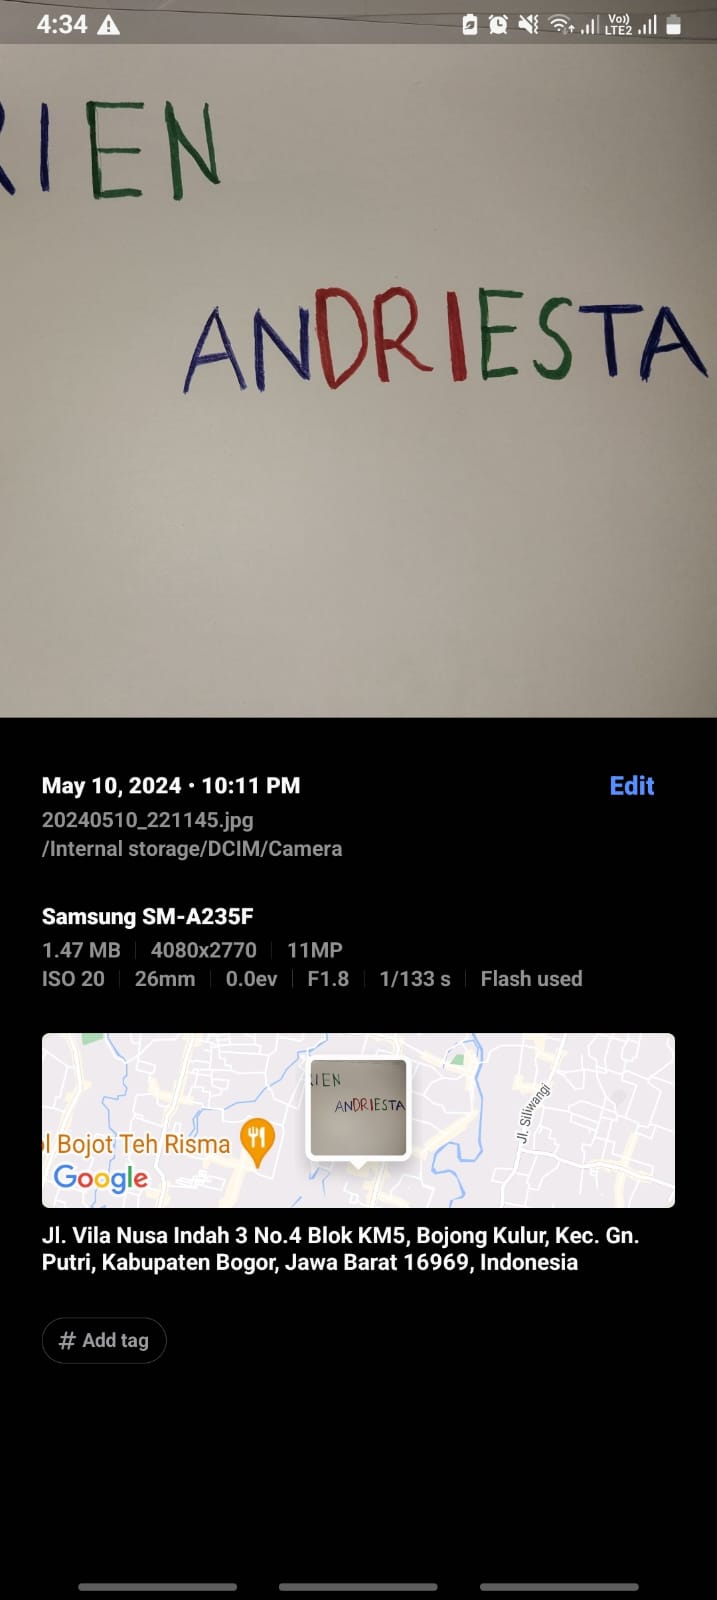 4:34
Vo))
LTE2
RIEN
ANDRIESTA
May 10, 2024 • 10:11 PM
Edit
20240510_221145.jpg
/Internal storage/DCIM/Camera
Samsung SM-A235F
1.47 MB 4080x2770 11MP
ISO 20 26mm 0.0ev F1.8 1/133 s Flash used
RIEN
ANDRIESTA
Jl. Siliwangi
l Bojot Teh Risma
Google
Jl. Vila Nusa Indah 3 No.4 Blok KM5, Bojong Kulur, Kec. Gn.
Putri, Kabupaten Bogor, Jawa Barat 16969, Indonesia
# Add tag